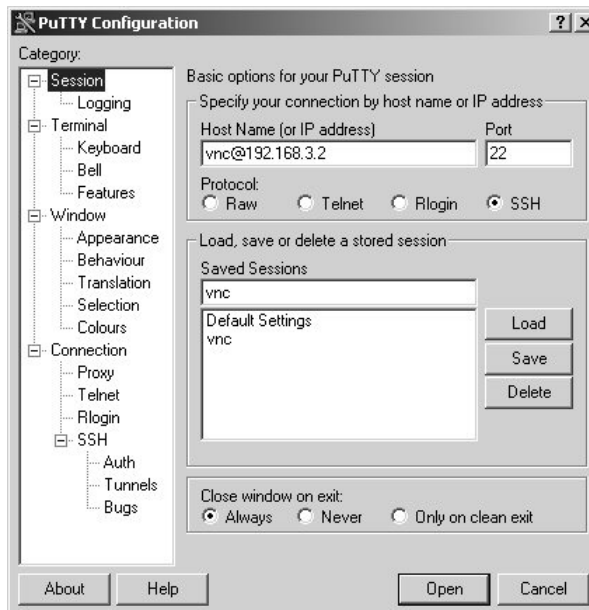 PuTTY Configuration
Category:
Session
Logging
Terminal
Keyboard
Bell
Features
Window
Appearance
Behaviour
Translation
Selection
Colours
Connection
Proxy
Telnet
Rlogin
SSH
Auth
Tunnels
Bugs
Basic options for your PuTTY session
Specify your connection by host name or IP address
Host Name (or IP address) Port
vnc@192.168.3.2 22
Protocol:
Raw Telnet Rlogin SSH
Load, save or delete a stored session
Saved Sessions
vnc
Default Settings
vnc
Load
Save
Delete
Close window on exit:
Always Never Only on clean exit
About Help Open Cancel